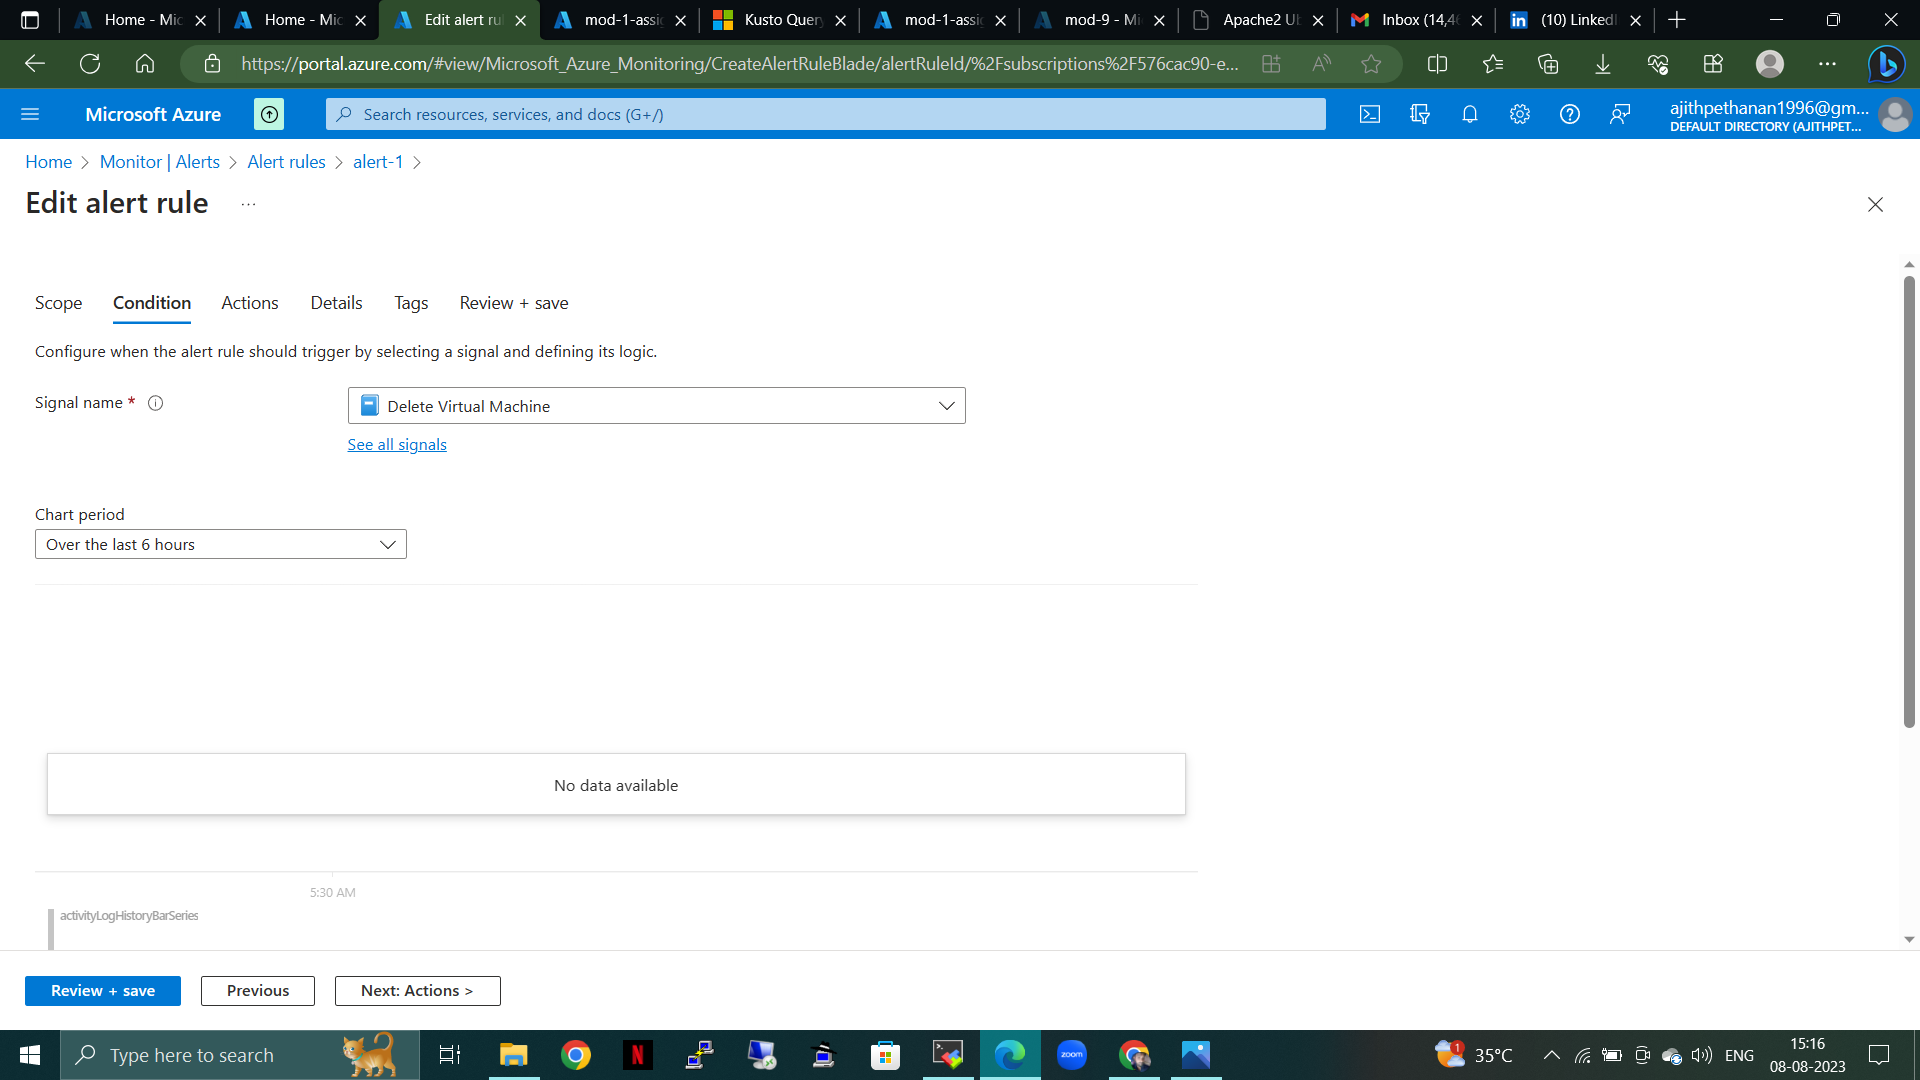 Home - Mic
Home - Mic
Edit alert ru
mod-1-assi
Kusto Query
mod-1-assi
mod-9 - Mi
Apache2 Ub
Inbox (14,4
(10) LinkedI
https://portal.azure.com/#view/Microsoft_Azure_Monitoring/CreateAlertRuleBlade/alertRuleId/%2Fsubscriptions%2F576cac90-e...
Microsoft Azure
Search resources, services, and docs (G+/)
ajithpethanan1996@gm...
DEFAULT DIRECTORY (AJITHPET...
Home > Monitor | Alerts > Alert rules > alert-1 >
Edit alert rule ...
Scope Condition Actions Details Tags Review + save
Configure when the alert rule should trigger by selecting a signal and defining its logic.
Signal name *
Delete Virtual Machine
See all signals
Chart period
Over the last 6 hours
No data available
5:30 AM
activityLogHistoryBarSeries
Review + save
Previous
Next: Actions >
Type here to search
zoom
1
35°C
ENG
15:16
08-08-2023